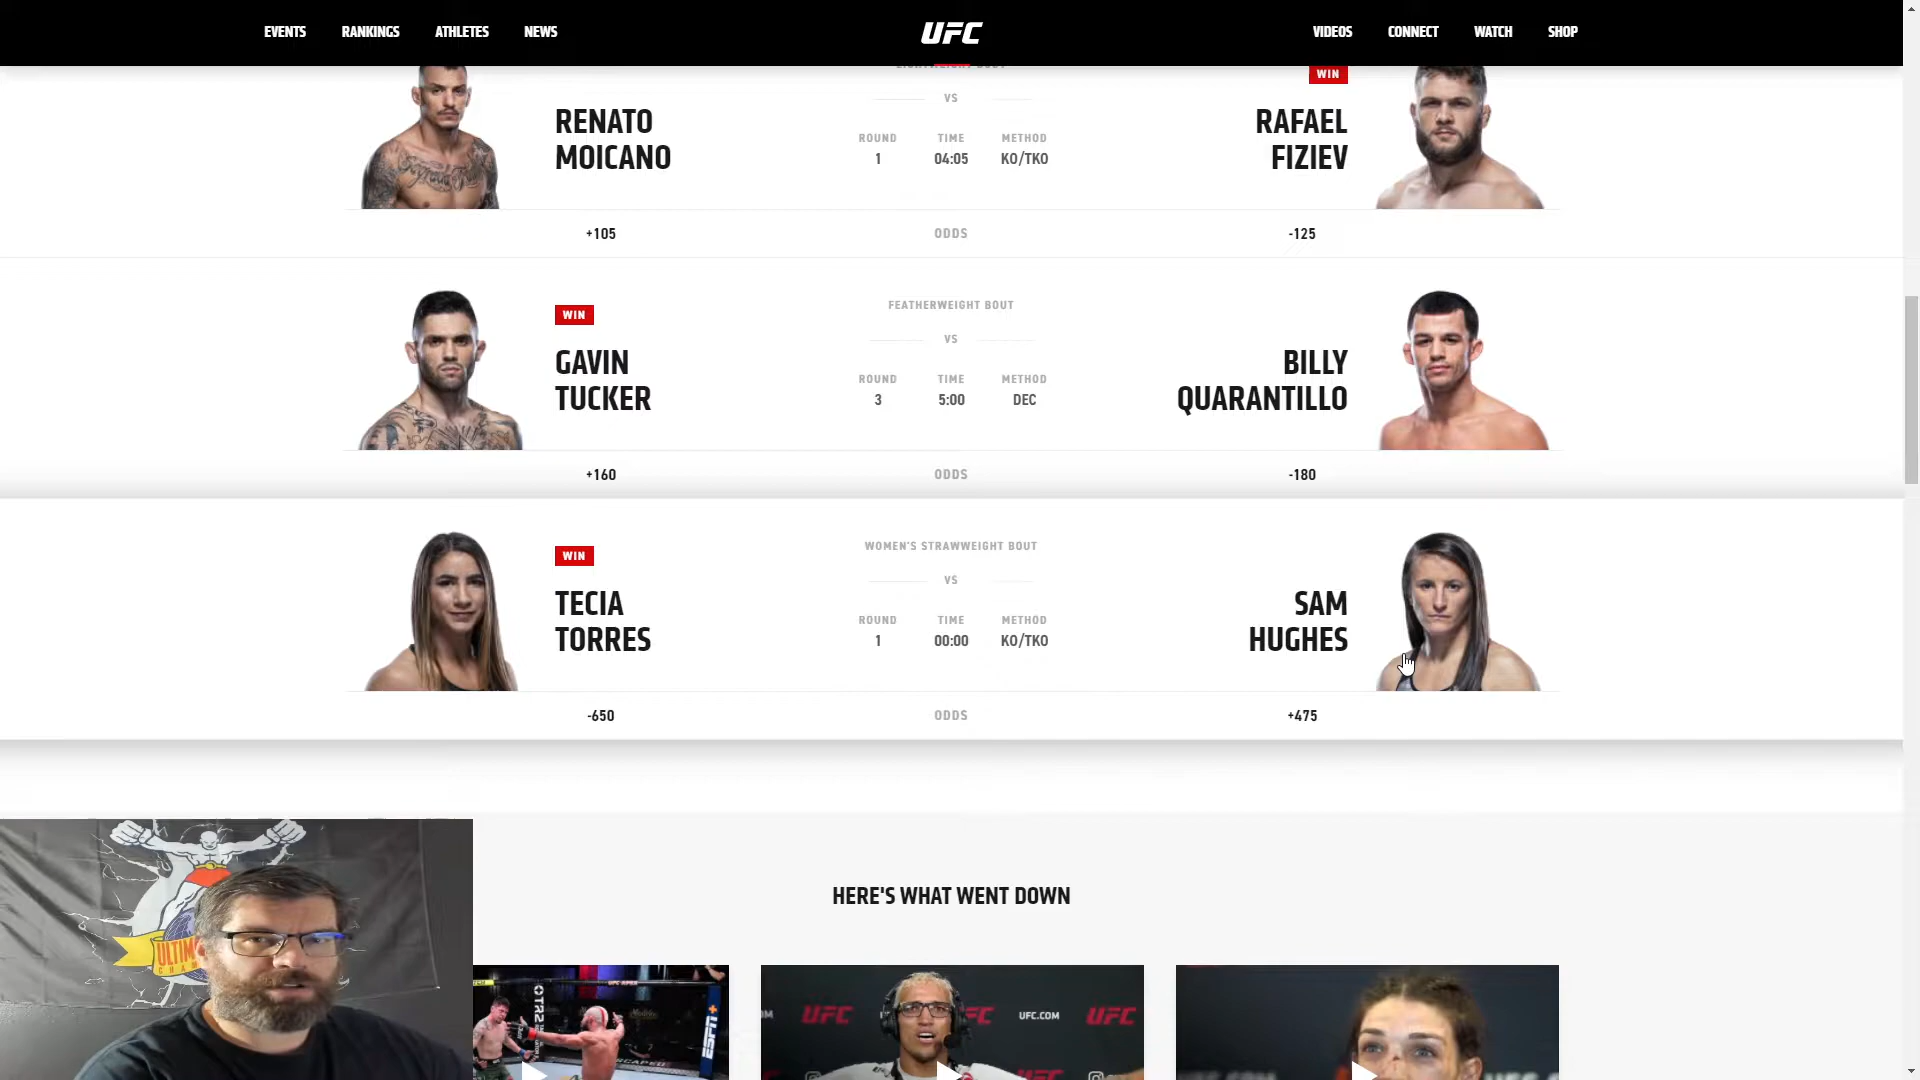 EVENTS RANKINGS ATHLETES NEWS UFC VIDEOS CONNECT WATCH SHOP
WIN
RENATO
MOICANO
VS
ROUND TIME METHOD
1 04:05 KO/TKO
RAFAEL
FIZIEV
+105 ODDS -125
WIN
GAVIN
TUCKER
FEATHERWEIGHT BOUT
VS
ROUND TIME METHOD
3 5:00 DEC
BILLY
QUARANTILLO
+160 ODDS -180
WIN
TECIA
TORRES
WOMEN'S STRAWWEIGHT BOUT
VS
ROUND TIME METHOD
1 00:00 KO/TKO
SAM
HUGHES
-650 ODDS +475
HERE'S WHAT WENT DOWN
ESPN+
UFC
UFC.COM
UFC